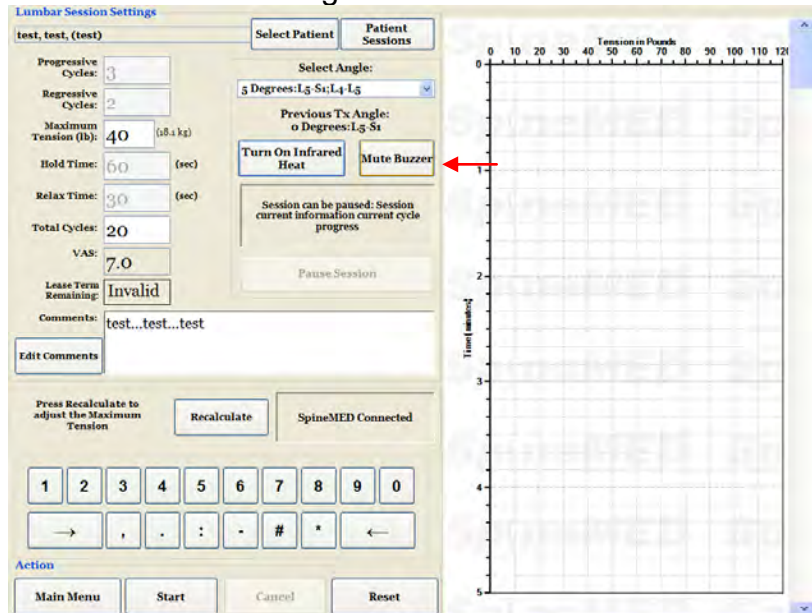 Lumbar Session Settings
test, test, (test)
Select Patient
Patient
Sessions
Progressive
Cycles:
3
Regressive
Cycles:
2
Maximum
Tension (lb):
40
(18.1 kg)
Hold Time:
60
(sec)
Relax Time:
30
(sec)
Total Cycles:
20
VAS:
7.0
Lease Term
Remaining:
Invalid
Comments:
test...test...test
Edit Comments
Select Angle:
5 Degrees:L5-S1;L4-L5
Previous Tx Angle:
0 Degrees:L5-S1
Turn On Infrared
Heat
Mute Buzzer
Session can be paused: Session
current information current cycle
progress
Pause Session
Press Recalculate to
adjust the Maximum
Tension
Recalculate
SpineMED Connected
1 2 3 4 5 6 7 8 9 0
→ , . : - # * ←
Action
Main Menu
Start
Cancel
Reset
Tension in Pounds
0 10 20 30 40 50 60 70 80 90 100 110
Time [minutes]
0
1
2
3
4
5